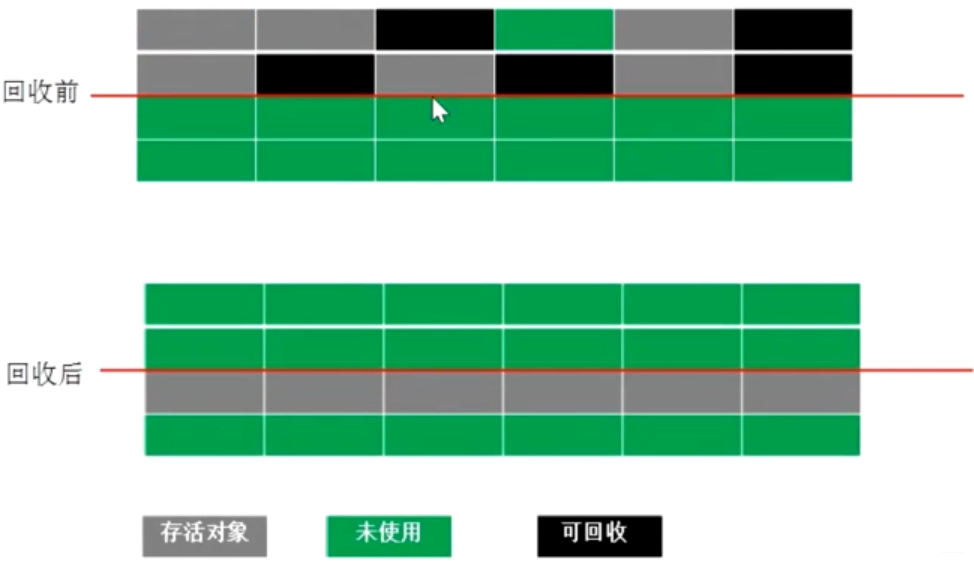 回收前
回收后
存活对象 未使用 可回收